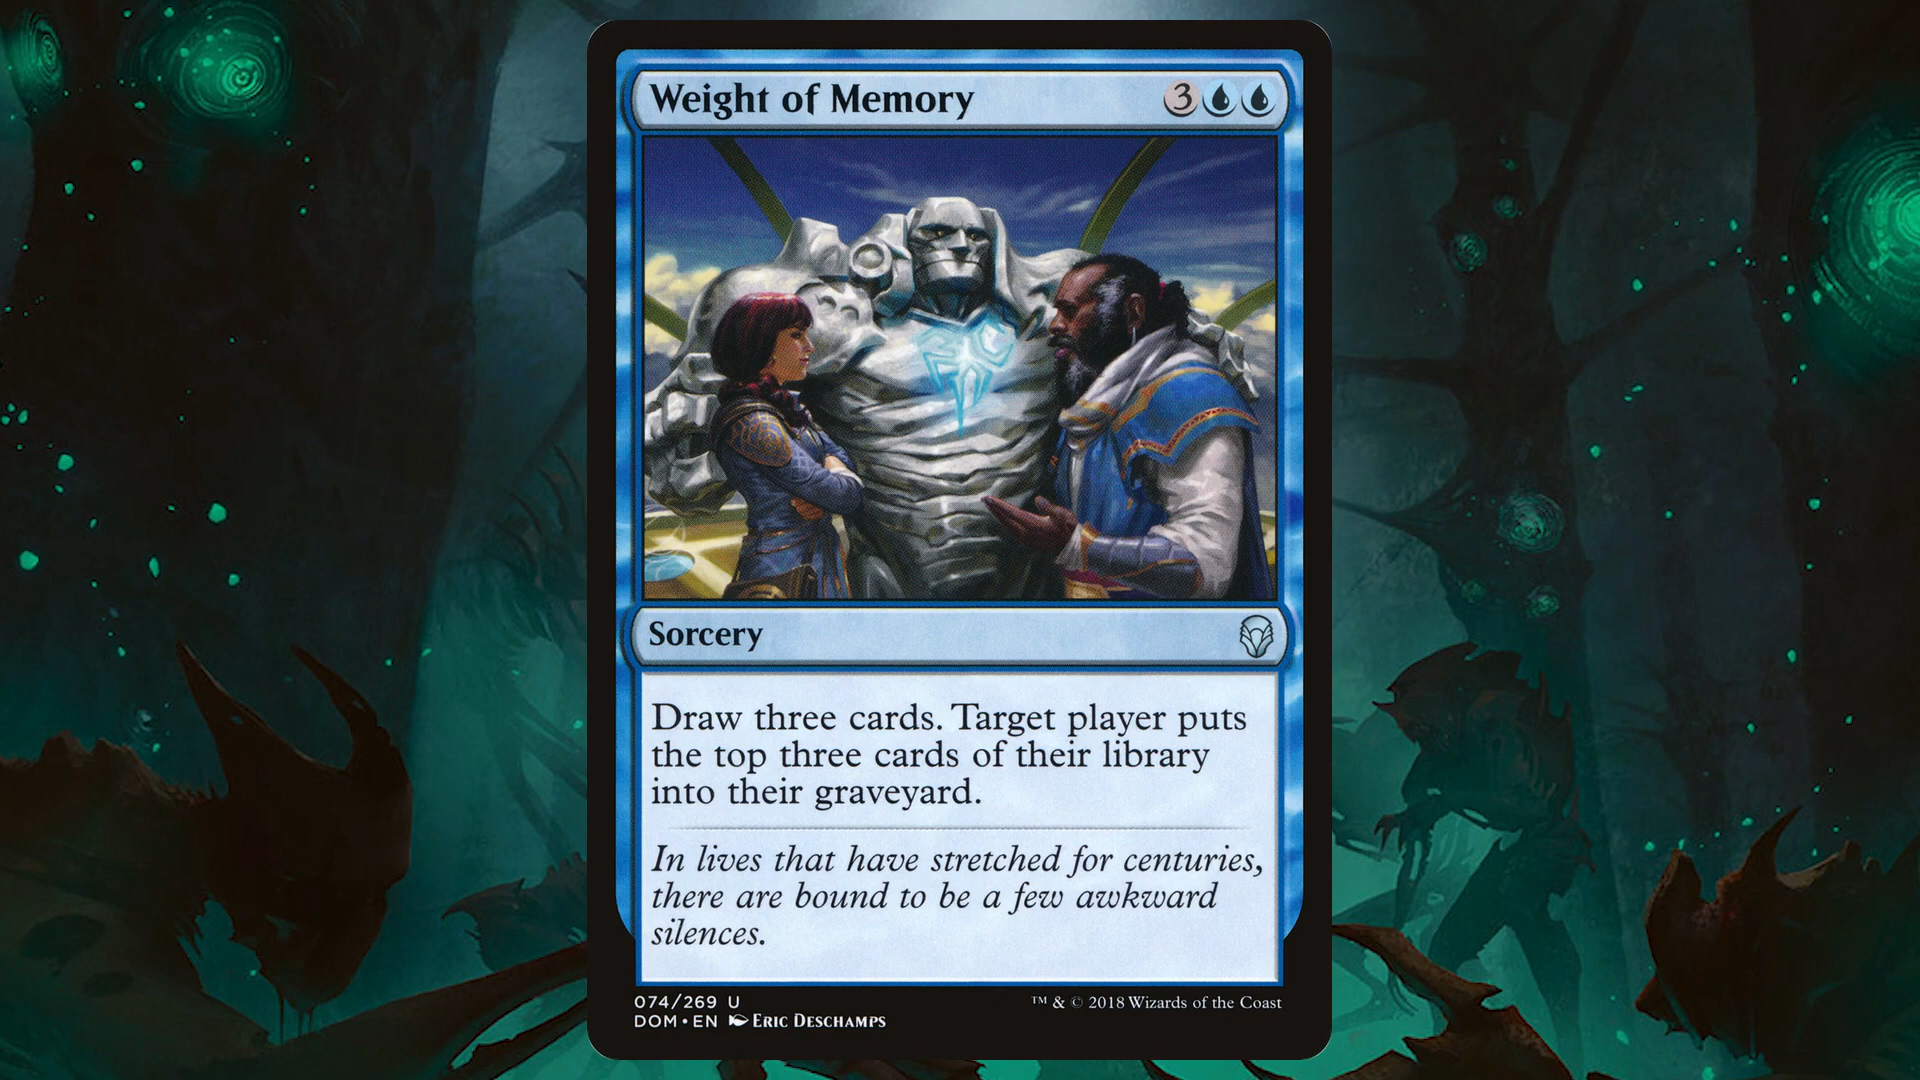 Weight of Memory 3
Sorcery
Draw three cards. Target player puts
the top three cards of their library
into their graveyard.
In lives that have stretched for centuries,
there are bound to be a few awkward
silences.
074/269 U
DOM • EN Eric Deschamps
™ & © 2018 Wizards of the Coast